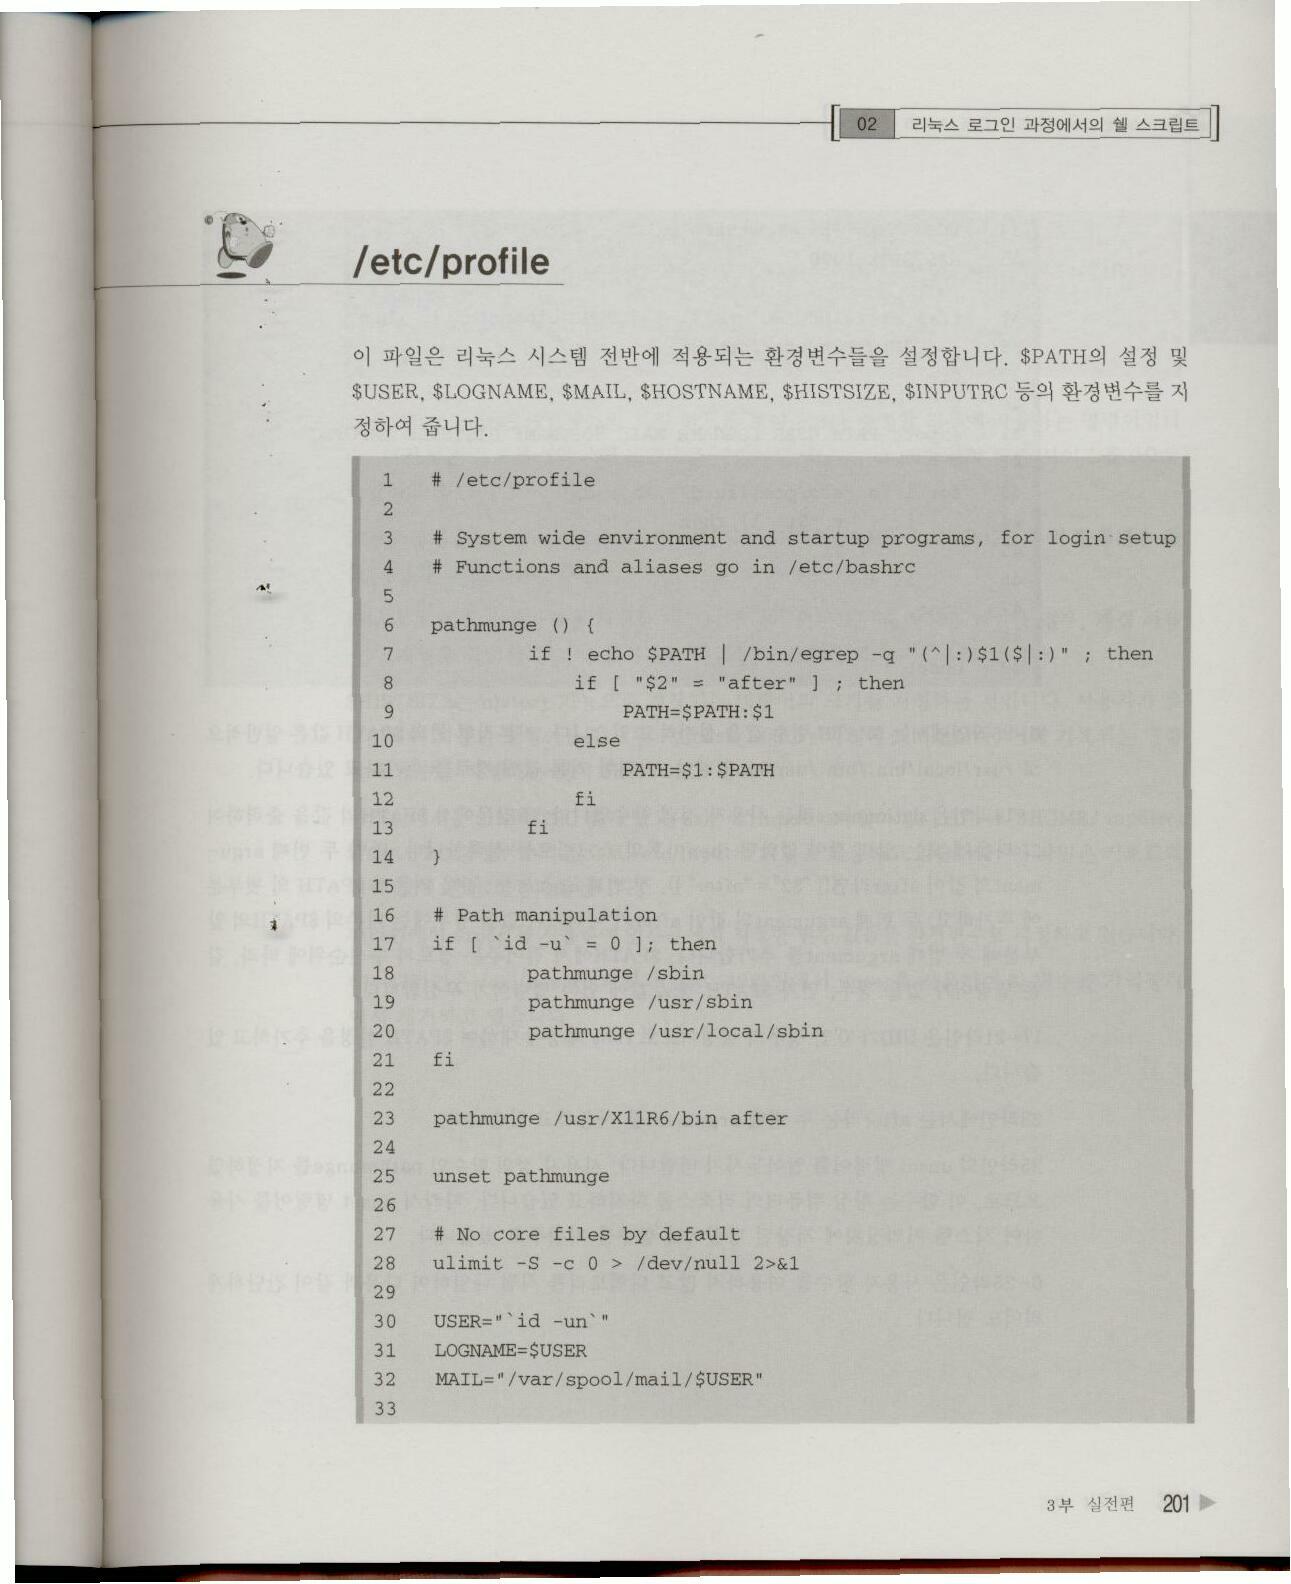 02 리눅스 로그인 과정에서의 쉘 스크립트
/etc/profile
이 파일은 리눅스 시스템 전반에 적용되는 환경변수들을 설정합니다. $PATH의 설정 및
$USER, $LOGNAME, $MAIL, $HOSTNAME, $HISTSIZE, $INPUTRC 등의 환경변수를 지
정하여 줍니다.
1 # /etc/profile
2
3 # System wide environment and startup programs, for login setup
4 # Functions and aliases go in /etc/bashrc
5
6 pathmunge () {
7 if ! echo $PATH | /bin/egrep -q "(^|:)$1($|:)" ; then
8 if [ "$2" = "after" ] ; then
9 PATH=$PATH:$1
10 else
11 PATH=$1:$PATH
12 fi
13 fi
14 }
15
16 # Path manipulation
17 if [ `id -u` = 0 ]; then
18 pathmunge /sbin
19 pathmunge /usr/sbin
20 pathmunge /usr/local/sbin
21 fi
22
23 pathmunge /usr/X11R6/bin after
24
25 unset pathmunge
26
27 # No core files by default
28 ulimit -S -c 0 > /dev/null 2>&1
29
30 USER="`id -un`"
31 LOGNAME=$USER
32 MAIL="/var/spool/mail/$USER"
33
3부 실전편 201